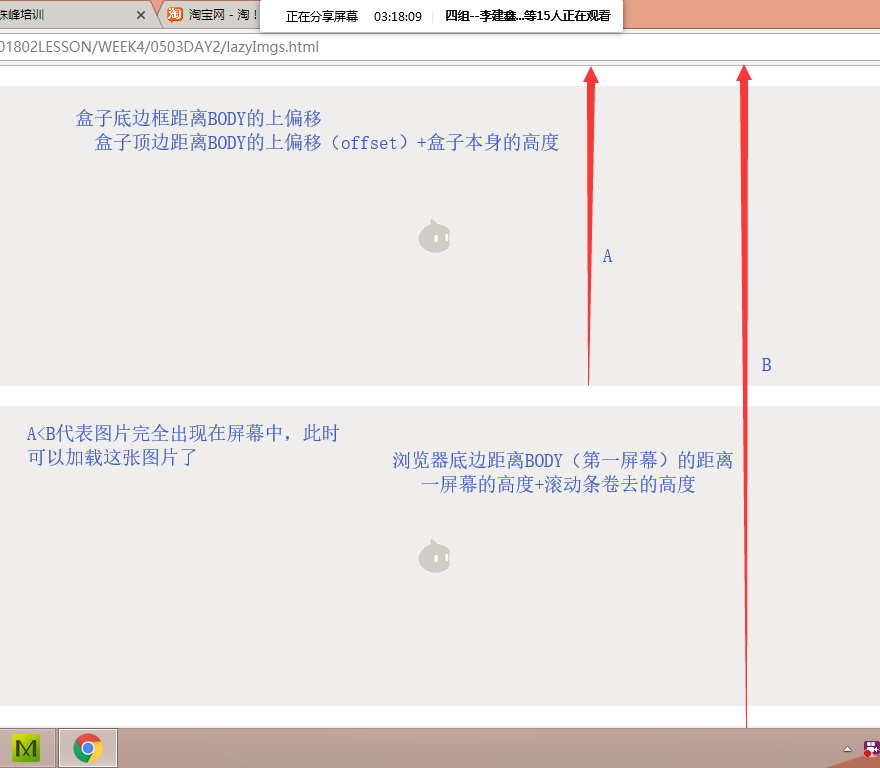 珠峰培训
淘宝网 - 淘!
正在分享屏幕 03:18:09 四组--李建鑫...等15人正在观看
01802LESSON/WEEK4/0503DAY2/lazyImgs.html
盒子底边框距离BODY的上偏移
盒子顶边距离BODY的上偏移（offset）+盒子本身的高度
A
B
A<B代表图片完全出现在屏幕中，此时
可以加载这张图片了
浏览器底边距离BODY（第一屏幕）的距离
一屏幕的高度+滚动条卷去的高度